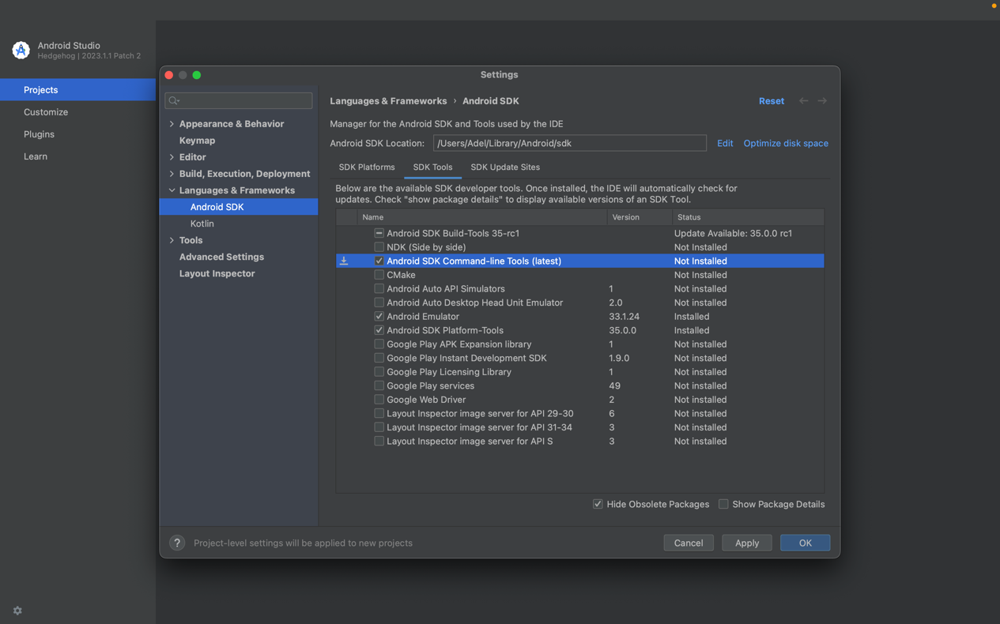 Android Studio
Hedgehog | 2023.1.1 Patch 2
Projects
Customize
Plugins
Learn
Settings
Appearance & Behavior
Keymap
Editor
Build, Execution, Deployment
Languages & Frameworks
Android SDK
Kotlin
Tools
Advanced Settings
Layout Inspector
Languages & Frameworks › Android SDK
Reset
Manager for the Android SDK and Tools used by the IDE
Android SDK Location: /Users/Adel/Library/Android/sdk Edit Optimize disk space
SDK Platforms SDK Tools SDK Update Sites
Below are the available SDK developer tools. Once installed, the IDE will automatically check for
updates. Check "show package details" to display available versions of an SDK Tool.
Name Version Status
Android SDK Build-Tools 35-rc1 Update Available: 35.0.0 rc1
NDK (Side by side) Not Installed
Android SDK Command-line Tools (latest) Not Installed
CMake Not Installed
Android Auto API Simulators 1 Not installed
Android Auto Desktop Head Unit Emulator 2.0 Not installed
Android Emulator 33.1.24 Installed
Android SDK Platform-Tools 35.0.0 Installed
Google Play APK Expansion library 1 Not installed
Google Play Instant Development SDK 1.9.0 Not installed
Google Play Licensing Library 1 Not installed
Google Play services 49 Not installed
Google Web Driver 2 Not installed
Layout Inspector image server for API 29-30 6 Not installed
Layout Inspector image server for API 31-34 3 Not installed
Layout Inspector image server for API S 3 Not installed
Hide Obsolete Packages Show Package Details
? Project-level settings will be applied to new projects
Cancel Apply OK